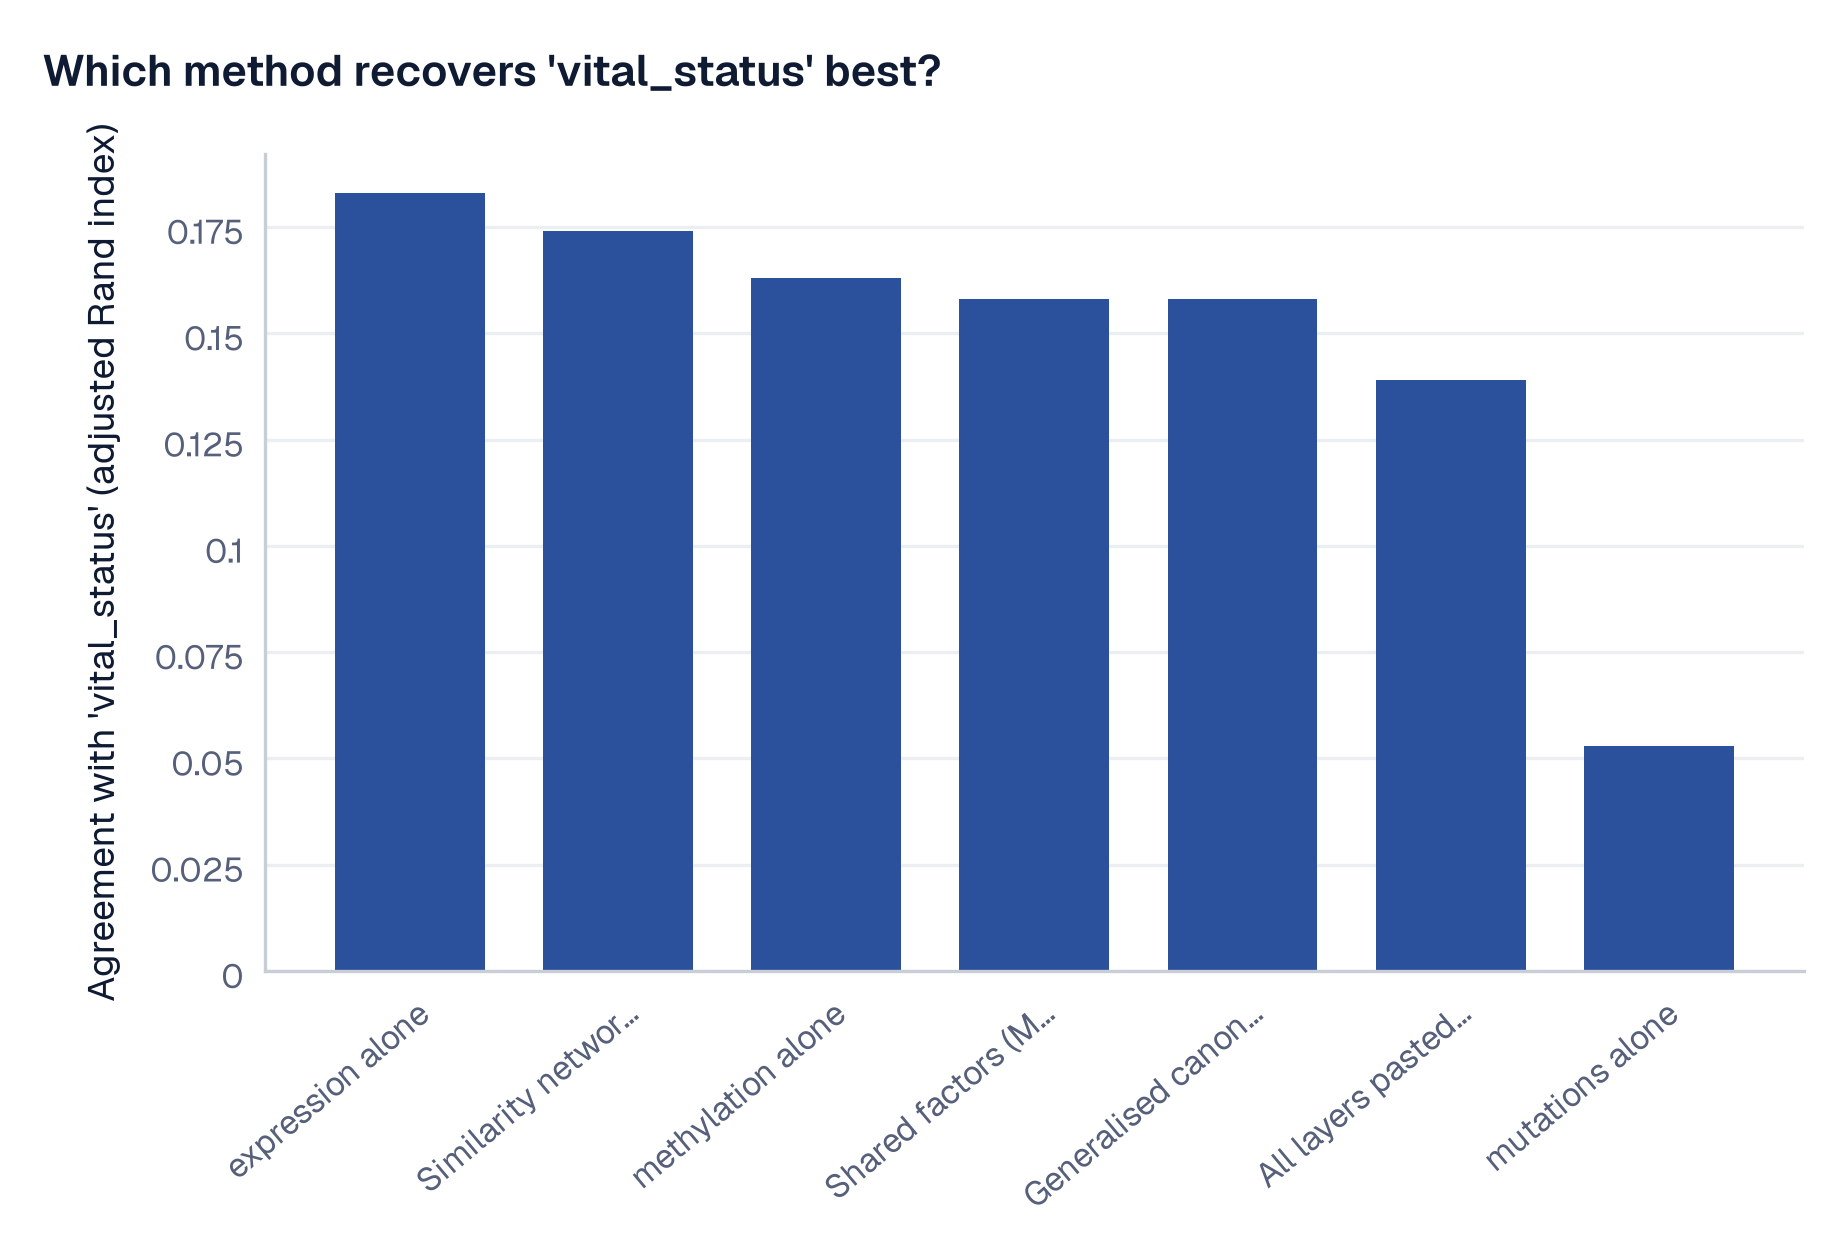 Which method recovers 'vital_status' best?
Agreement with 'vital_status' (adjusted Rand index)
0.175
0.15
0.125
0.1
0.075
0.05
0.025
0
expression alone
Similarity networ...
methylation alone
Shared factors (M...
Generalised canon...
All layers pasted...
mutations alone